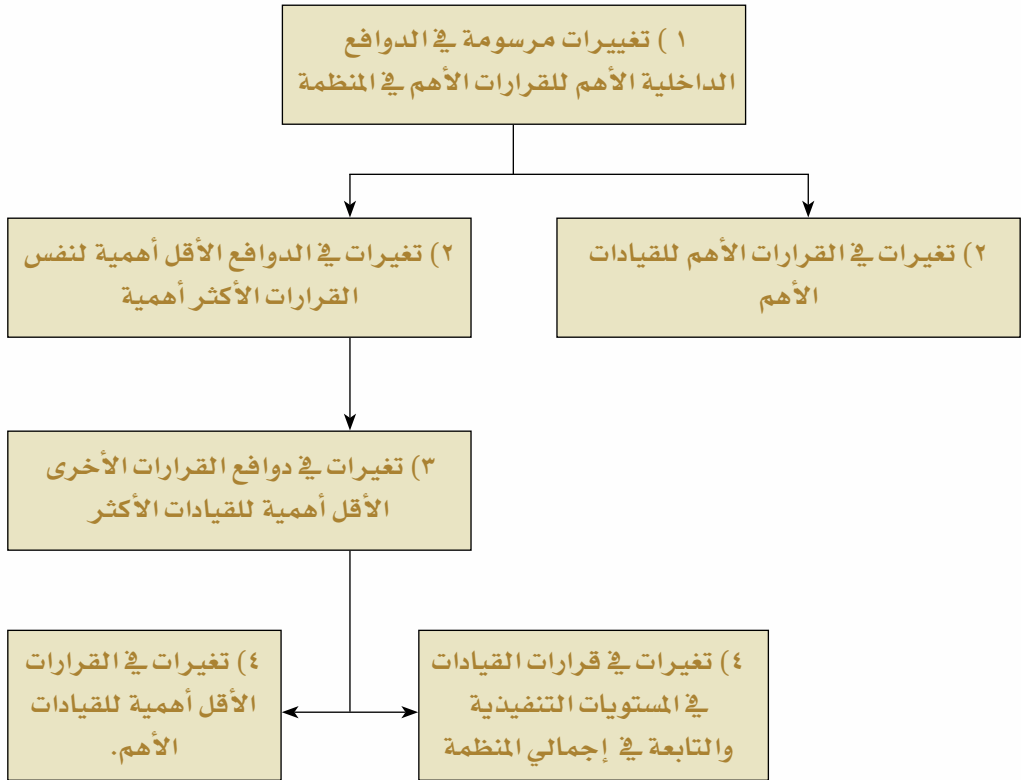 ١ ) تغييرات مرسومة في الدوافع
الداخلية الأهم للقرارات الأهم في المنظمة
٢) تغيرات في القرارات الأهم للقيادات
الأهم
٢) تغيرات في الدوافع الأقل أهمية لنفس
القرارات الأكثر أهمية
٣) تغيرات في دوافع القرارات الأخرى
الأقل أهمية للقيادات الأكثر
٤) تغيرات في قرارات القيادات
في المستويات التنفيذية
والتابعة في إجمالي المنظمة
٤) تغيرات في القرارات
الأقل أهمية للقيادات
الأهم.